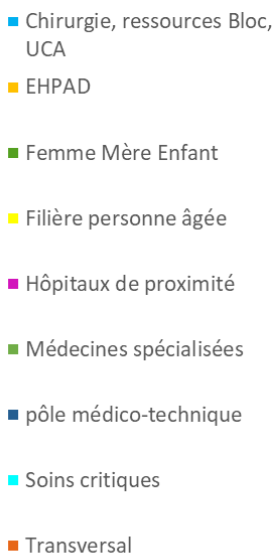 Chirurgie, ressources Bloc,
UCA
EHPAD
Femme Mère Enfant
Filière personne âgée
Hôpitaux de proximité
Médecines spécialisées
pôle médico-technique
Soins critiques
Transversal